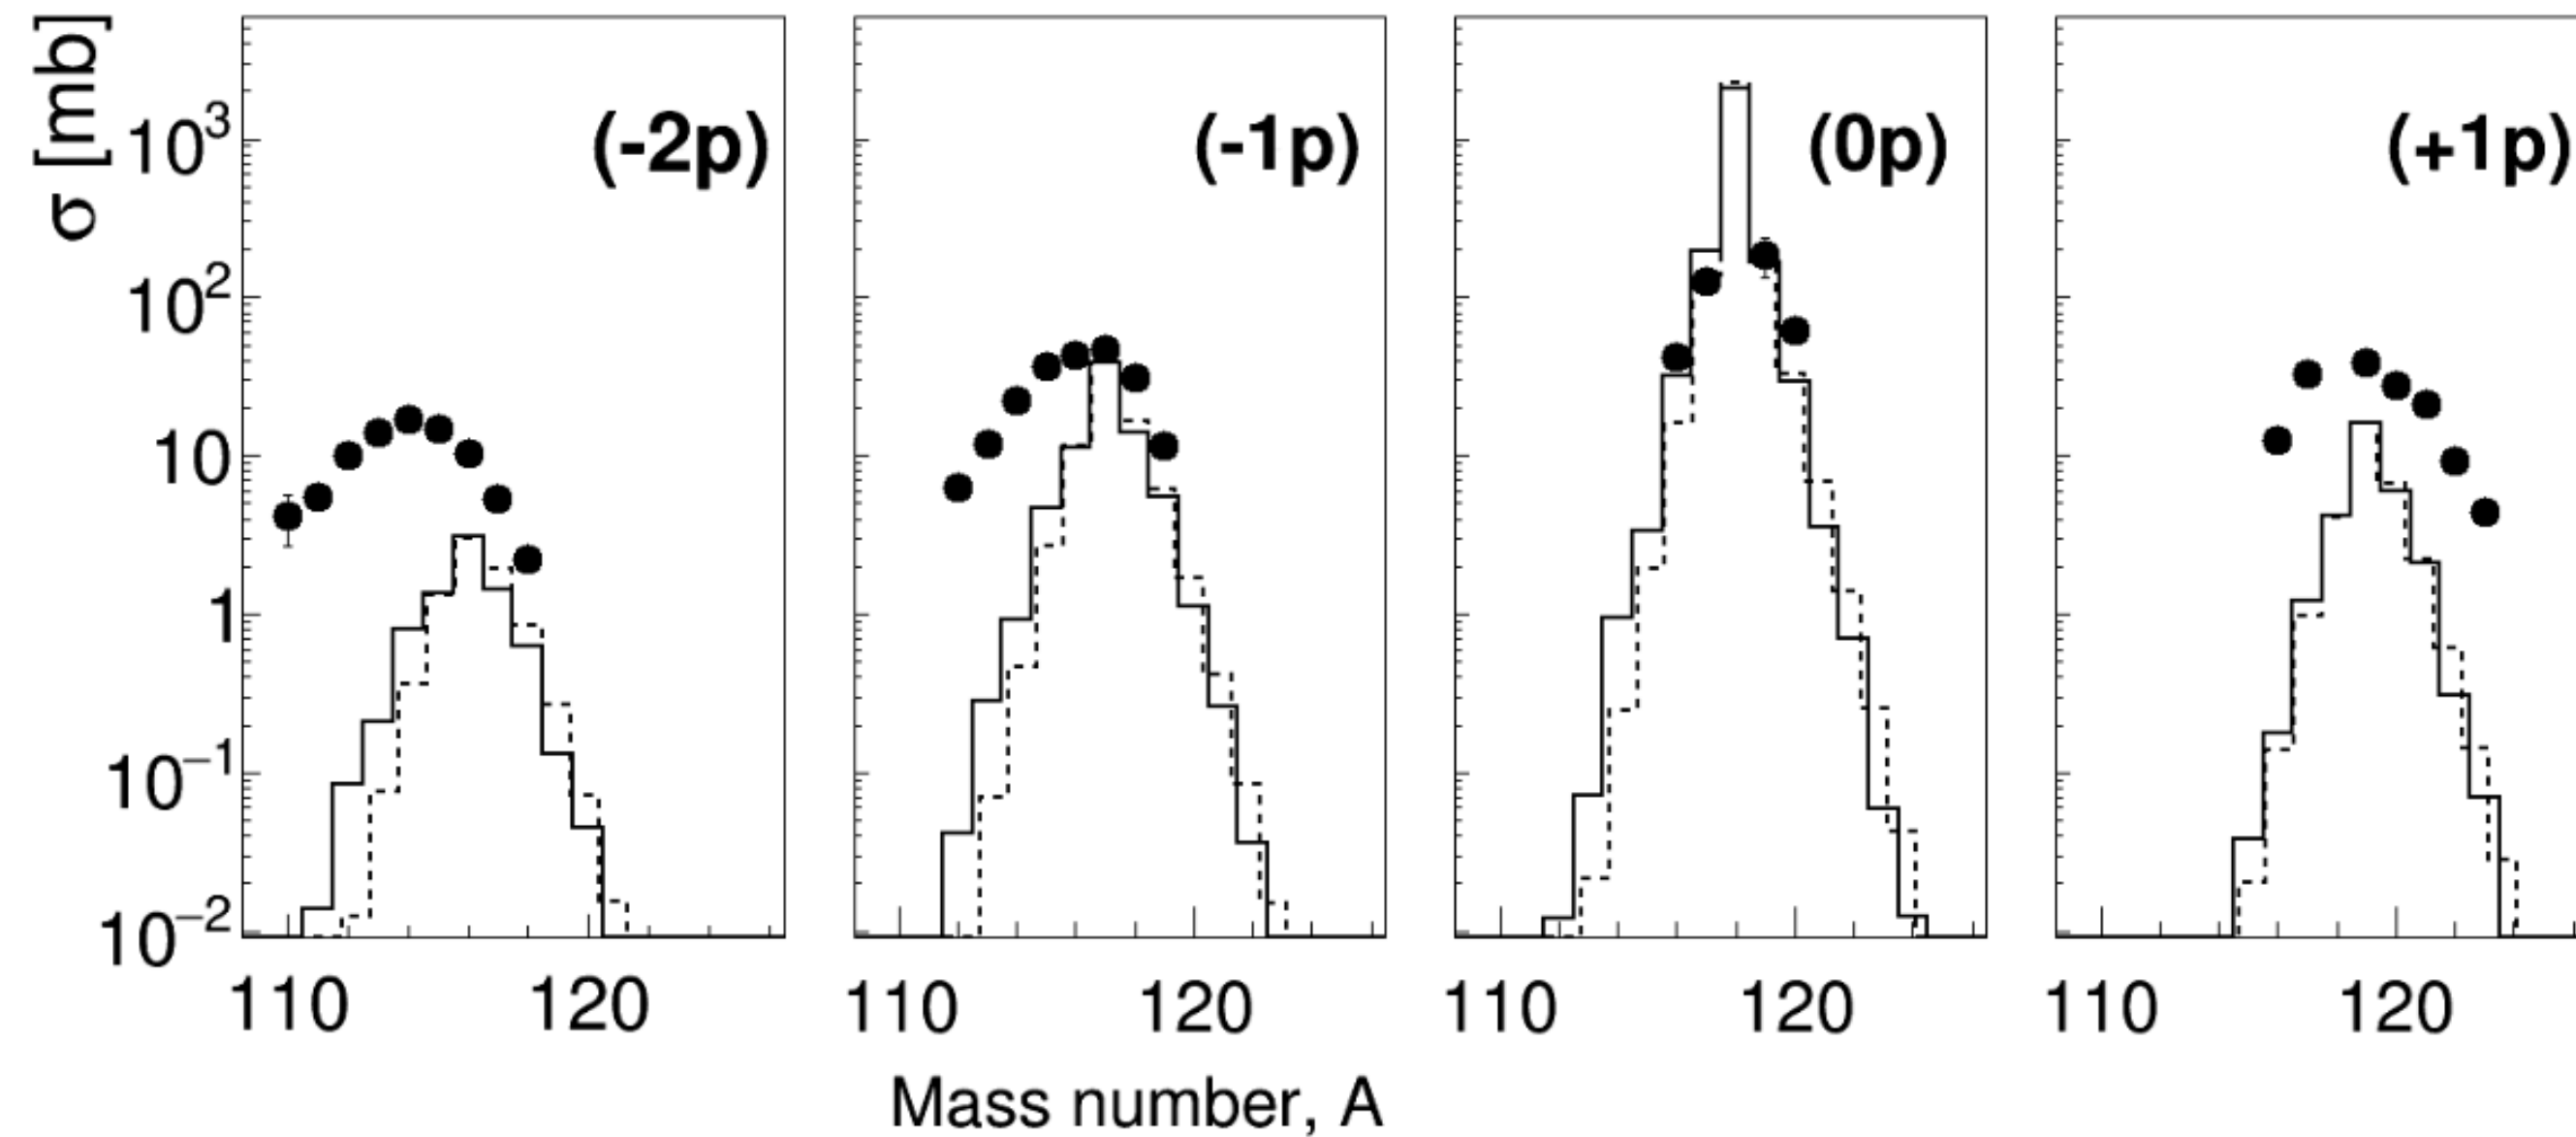 σ [mb]
10³
10²
10
1
10⁻¹
10⁻²
(-2p)
(-1p)
(0p)
(+1p)
110 120 110 120 110 120 110 120
Mass number, A